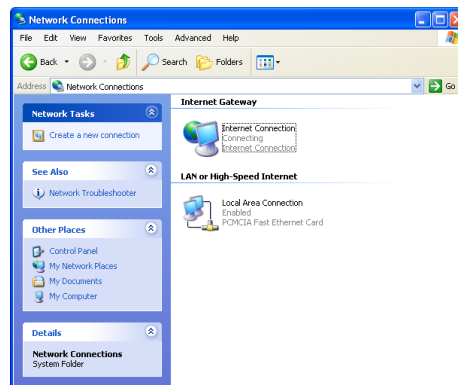 Network Connections
File Edit View Favorites Tools Advanced Help
Back Search Folders
Address Network Connections Go
Network Tasks
Create a new connection
See Also
Network Troubleshooter
Other Places
Control Panel
My Network Places
My Documents
My Computer
Details
Network Connections
System Folder
Internet Gateway
Internet Connection
Connecting
Internet Connection
LAN or High-Speed Internet
Local Area Connection
Enabled
PCMCIA Fast Ethernet Card